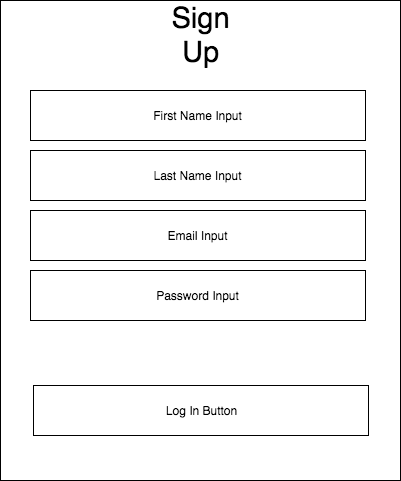 Sign
Up
First Name Input
Last Name Input
Email Input
Password Input
Log In Button